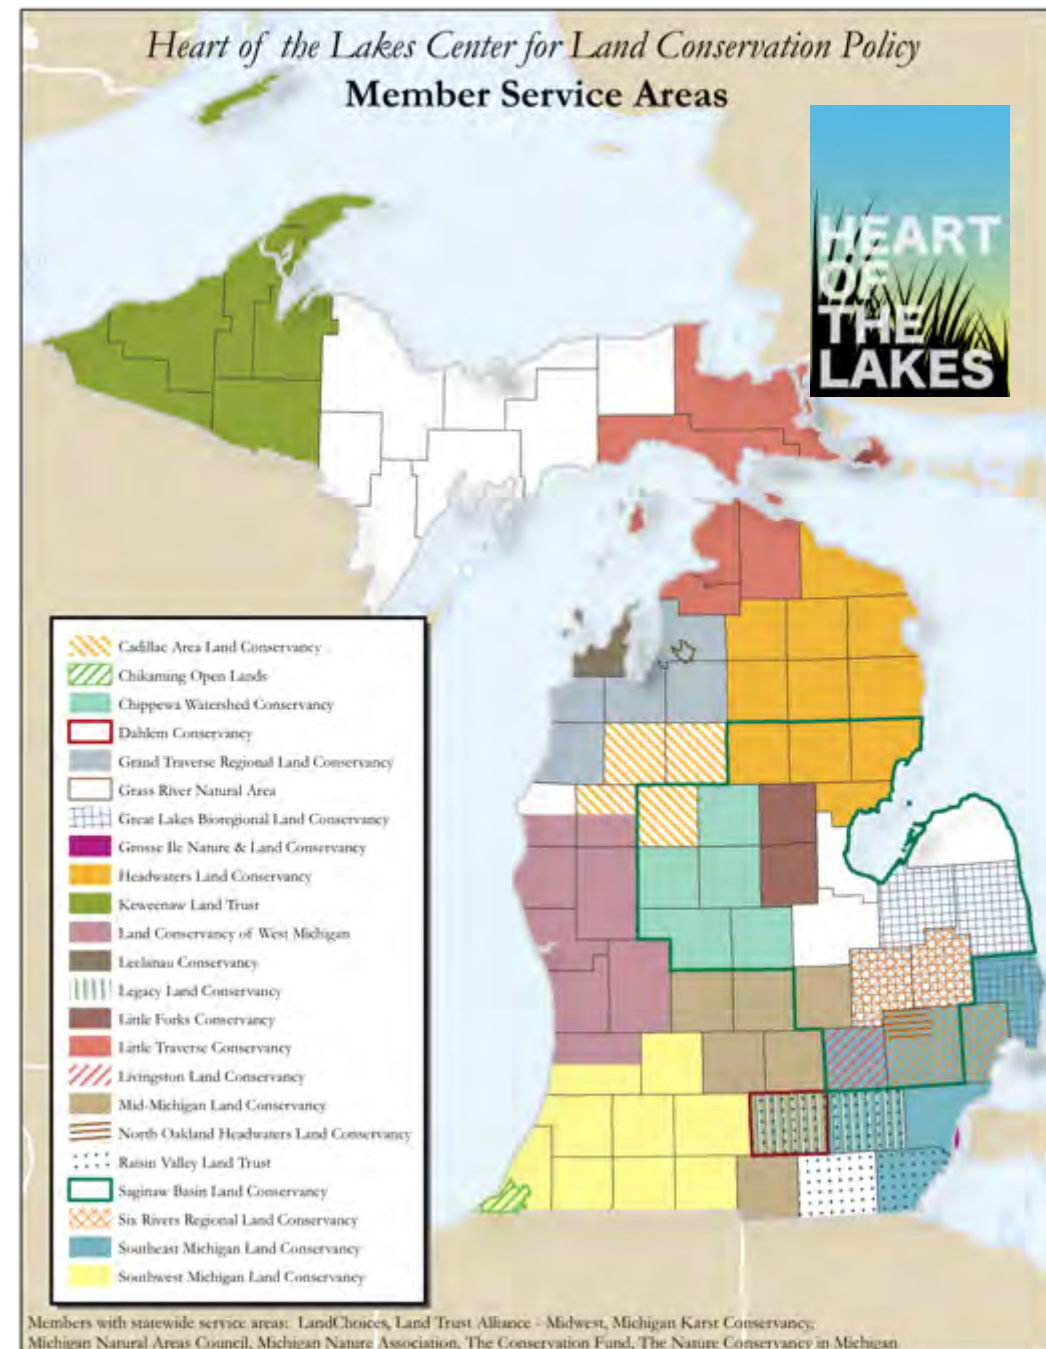 Heart of the Lakes Center for Land Conservation Policy
Member Service Areas
HEART
OF
THE
LAKES
Cadillac Area Land Conservancy
Chikaming Open Lands
Chippewa Watershed Conservancy
Dahlem Conservancy
Grand Traverse Regional Land Conservancy
Grass River Natural Area
Great Lakes Bioregional Land Conservancy
Grosse Ile Nature & Land Conservancy
Headwaters Land Conservancy
Keweenaw Land Trust
Land Conservancy of West Michigan
Leelanau Conservancy
Legacy Land Conservancy
Little Forks Conservancy
Little Traverse Conservancy
Livingston Land Conservancy
Mid-Michigan Land Conservancy
North Oakland Headwaters Land Conservancy
Raisin Valley Land Trust
Saginaw Basin Land Conservancy
Six Rivers Regional Land Conservancy
Southeast Michigan Land Conservancy
Southwest Michigan Land Conservancy
Members with statewide service areas: LandChoices, Land Trust Alliance - Midwest, Michigan Karst Conservancy,
Michigan Natural Areas Council, Michigan Nature Association, The Conservation Fund, The Nature Conservancy in Michigan